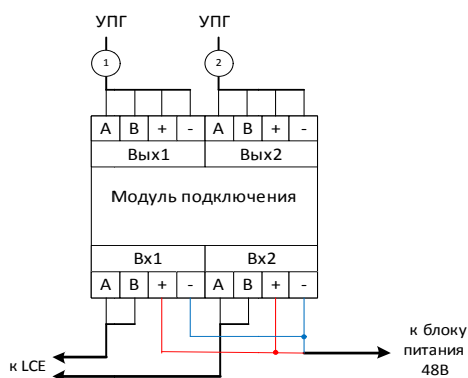 УПГ УПГ
1 2
A B + - A B + -
Вых1 Вых2
Модуль подключения
Вх1 Вх2
A B + - A B + -
к LCE
к блоку
питания
48В